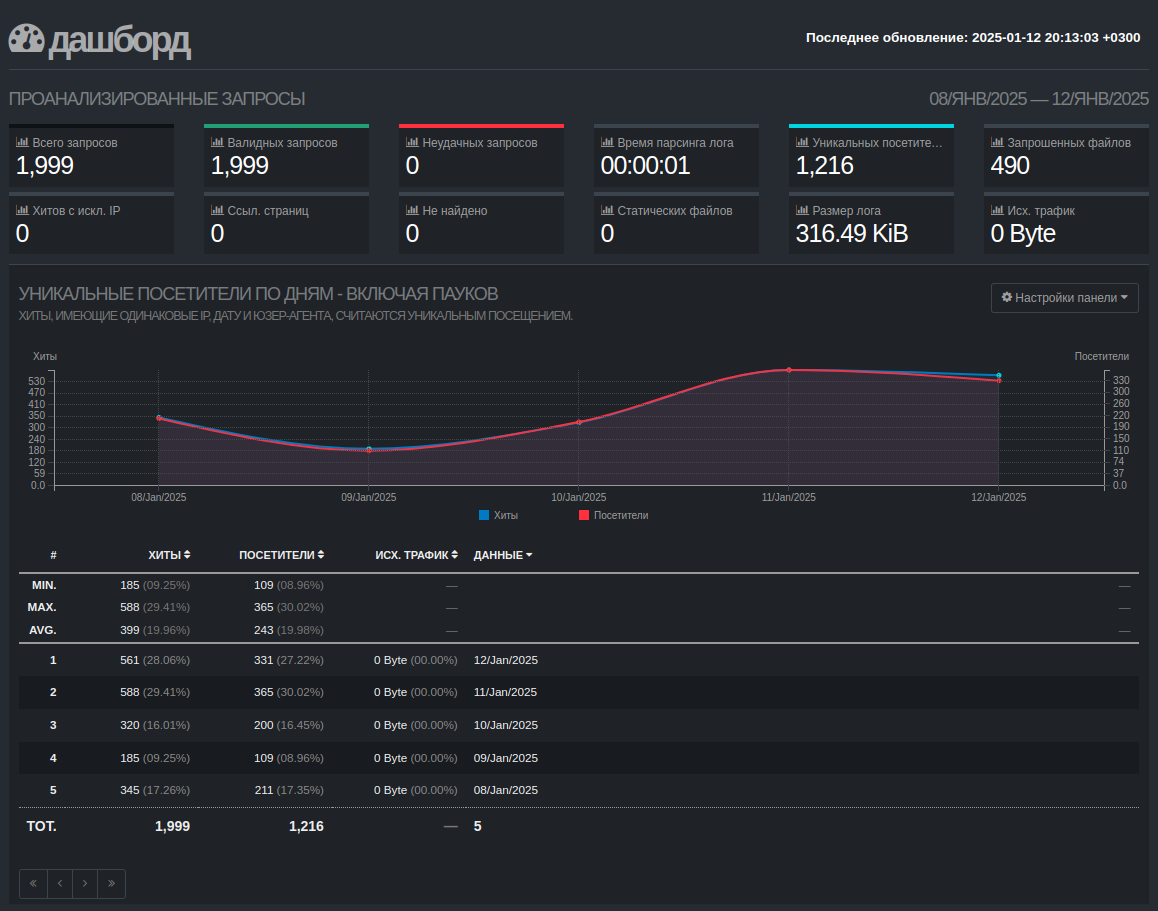 дашборд
Последнее обновление: 2025-01-12 20:13:03 +0300
ПРОАНАЛИЗИРОВАННЫЕ ЗАПРОСЫ 08/ЯНВ/2025 — 12/ЯНВ/2025
Всего запросов Валидных запросов Неудачных запросов Время парсинга лога Уникальных посетите... Запрошенных файлов
1,999 1,999 0 00:00:01 1,216 490
Хитов с искл. IP Ссыл. страниц Не найдено Статических файлов Размер лога Исх. трафик
0 0 0 0 316.49 KiB 0 Byte
УНИКАЛЬНЫЕ ПОСЕТИТЕЛИ ПО ДНЯМ - ВКЛЮЧАЯ ПАУКОВ
Настройки панели
ХИТЫ, ИМЕЮЩИЕ ОДИНАКОВЫЕ IP, ДАТУ И ЮЗЕР-АГЕНТА, СЧИТАЮТСЯ УНИКАЛЬНЫМ ПОСЕЩЕНИЕМ.
Хиты Посетители
530 330
470 300
410 260
350 220
300 190
240 150
180 110
120 74
59 37
0.0 0.0
08/Jan/2025 09/Jan/2025 10/Jan/2025 11/Jan/2025 12/Jan/2025
Хиты Посетители
# ХИТЫ ПОСЕТИТЕЛИ ИСХ. ТРАФИК ДАННЫЕ
MIN. 185 (09.25%) 109 (08.96%) — —
MAX. 588 (29.41%) 365 (30.02%) — —
AVG. 399 (19.96%) 243 (19.98%) — —
1 561 (28.06%) 331 (27.22%) 0 Byte (00.00%) 12/Jan/2025
2 588 (29.41%) 365 (30.02%) 0 Byte (00.00%) 11/Jan/2025
3 320 (16.01%) 200 (16.45%) 0 Byte (00.00%) 10/Jan/2025
4 185 (09.25%) 109 (08.96%) 0 Byte (00.00%) 09/Jan/2025
5 345 (17.26%) 211 (17.35%) 0 Byte (00.00%) 08/Jan/2025
TOT. 1,999 1,216 — 5
« ‹ › »